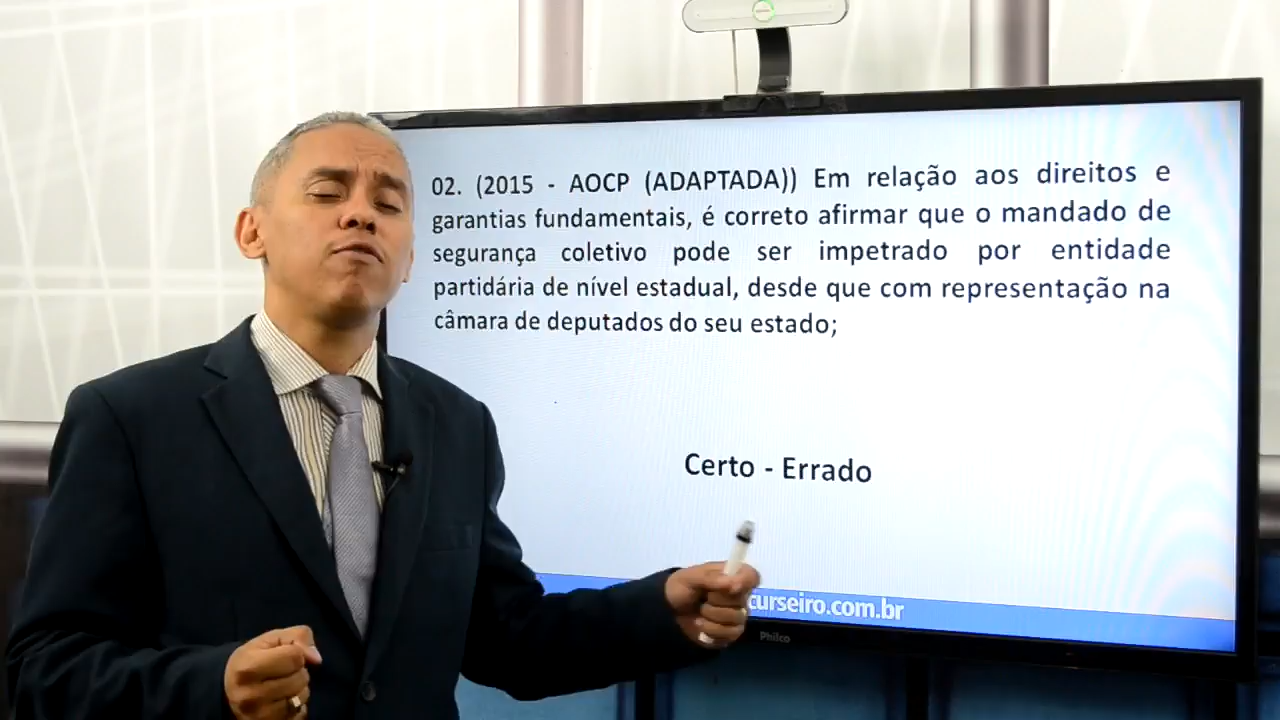 02. (2015 - AOCP (ADAPTADA)) Em relação aos direitos e
garantias fundamentais, é correto afirmar que o mandado de
segurança coletivo pode ser impetrado por entidade
partidária de nível estadual, desde que com representação na
câmara de deputados do seu estado;
Certo - Errado
curseiro.com.br
Philco